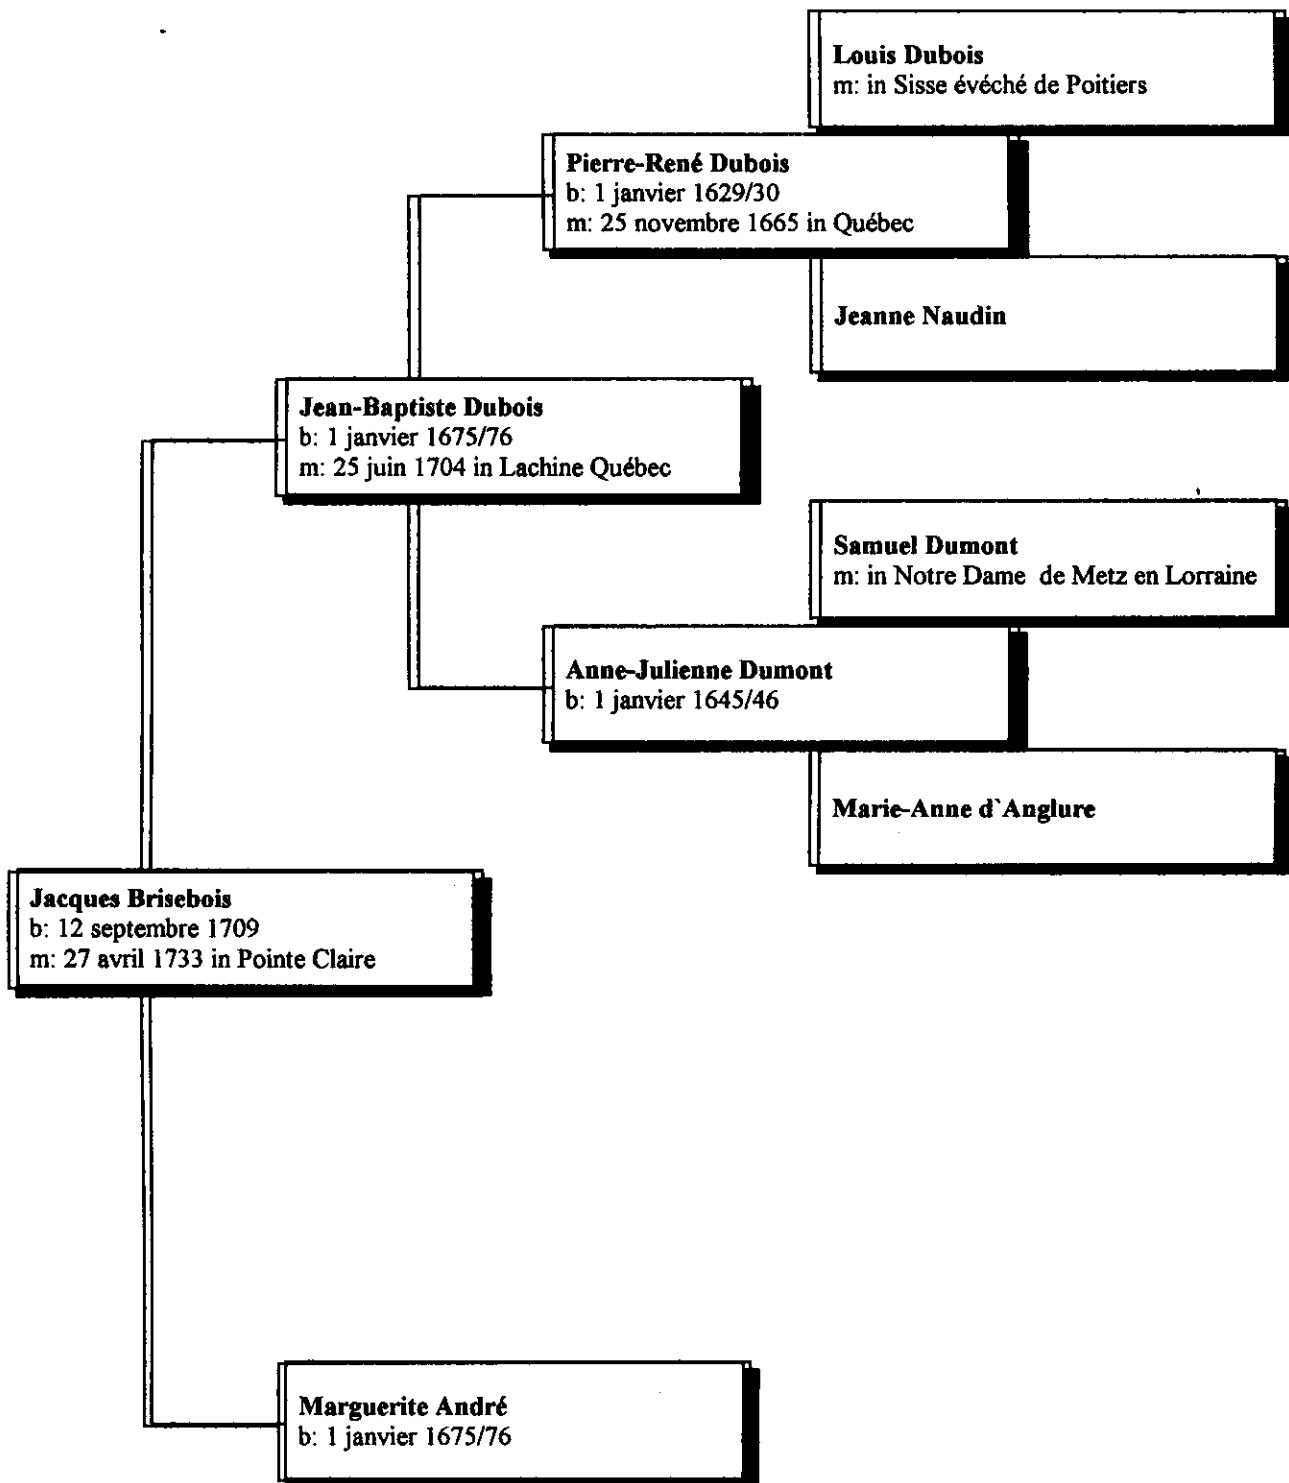 Louis Dubois
m: in Sisse évéché de Poitiers
Pierre-René Dubois
b: 1 janvier 1629/30
m: 25 novembre 1665 in Québec
Jeanne Naudin
Jean-Baptiste Dubois
b: 1 janvier 1675/76
m: 25 juin 1704 in Lachine Québec
Samuel Dumont
m: in Notre Dame  de Metz en Lorraine
Anne-Julienne Dumont
b: 1 janvier 1645/46
Marie-Anne d`Anglure
Jacques Brisebois
b: 12 septembre 1709
m: 27 avril 1733 in Pointe Claire
Marguerite André
b: 1 janvier 1675/76